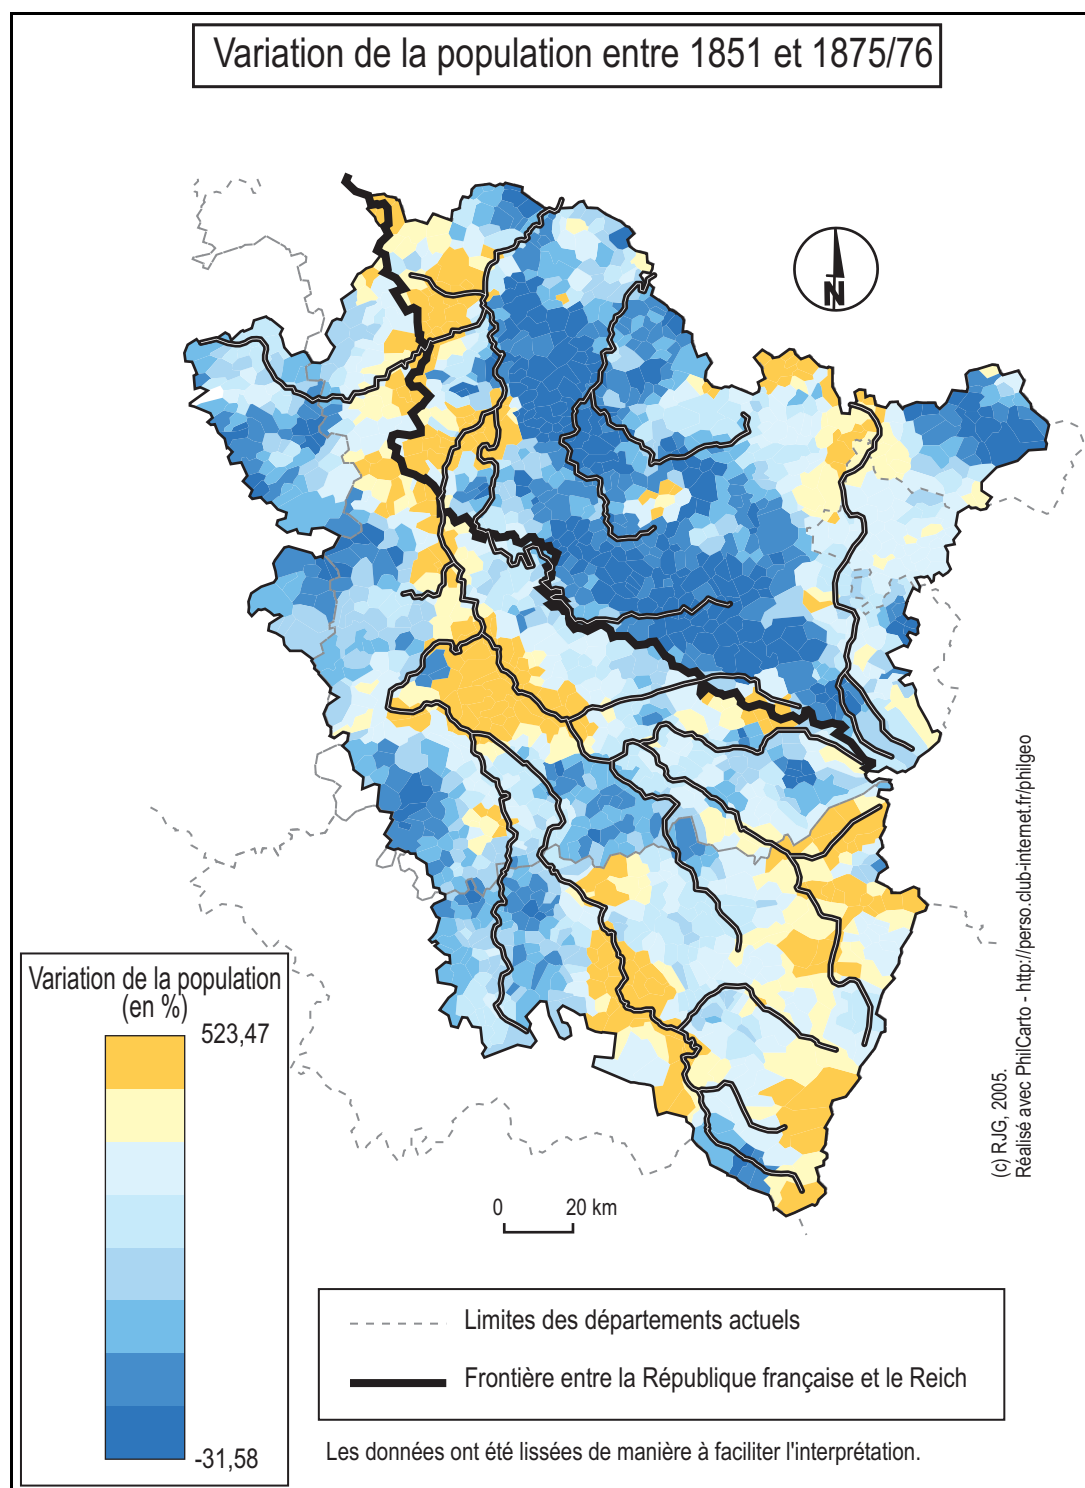 Variation de la population entre 1851 et 1875/76
N
(c) RJG, 2005.
Réalisé avec PhilCarto - http://perso.club-internet.fr/philgeo
Variation de la population
(en %)
523,47
-31,58
0 20 km
Limites des départements actuels
Frontière entre la République française et le Reich
Les données ont été lissées de manière à faciliter l'interprétation.